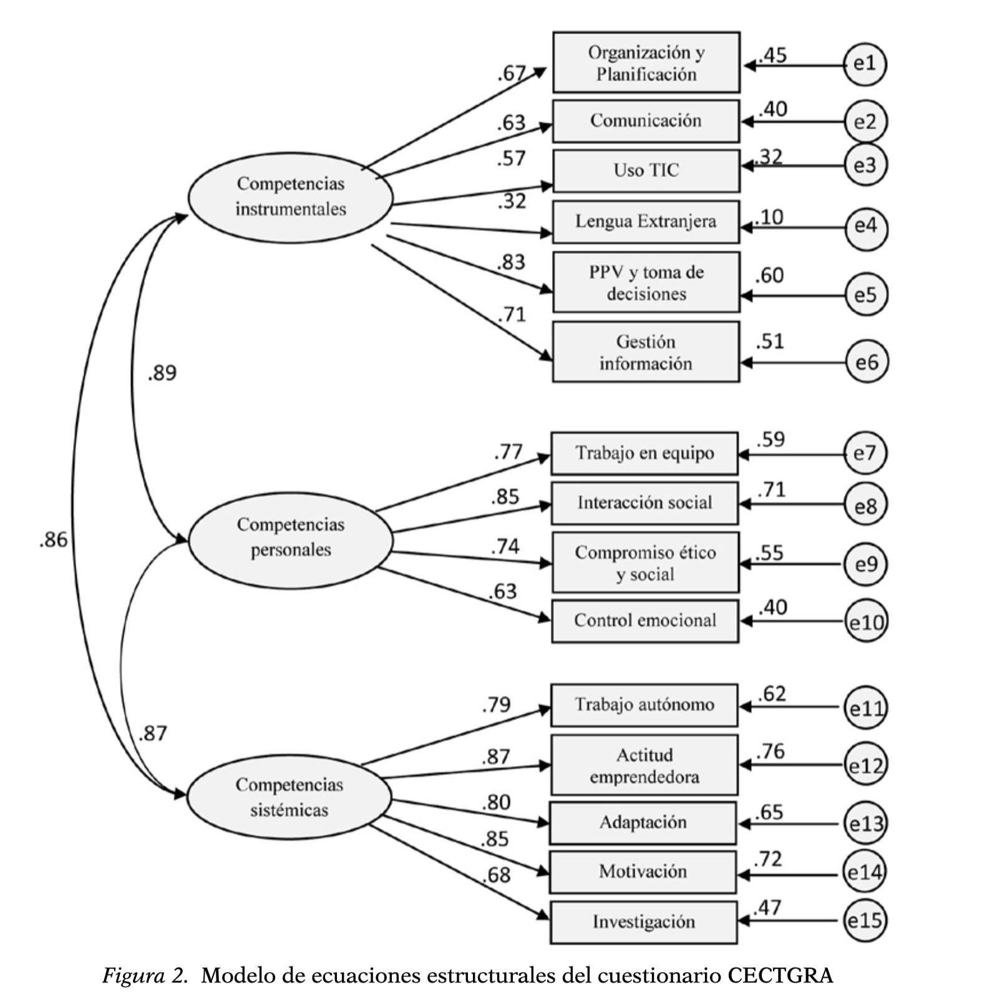 Organización y
Planificación
.67
.45
e1
Comunicación
.63
.40
e2
Uso TIC
.57
.32
e3
Competencias
instrumentales
Lengua Extranjera
.32
.10
e4
PPV y toma de
decisiones
.83
.60
e5
Gestión
información
.71
.51
e6
.89
Trabajo en equipo
.77
.59
e7
Interacción social
.85
.71
e8
Competencias
personales
.86
Compromiso ético
y social
.74
.55
e9
Control emocional
.63
.40
e10
Trabajo autónomo
.79
.62
e11
.87
Actitud
emprendedora
.87
.76
e12
Competencias
sistémicas
Adaptación
.80
.65
e13
Motivación
.85
.72
e14
Investigación
.68
.47
e15
Figura 2. Modelo de ecuaciones estructurales del cuestionario CECTGRA